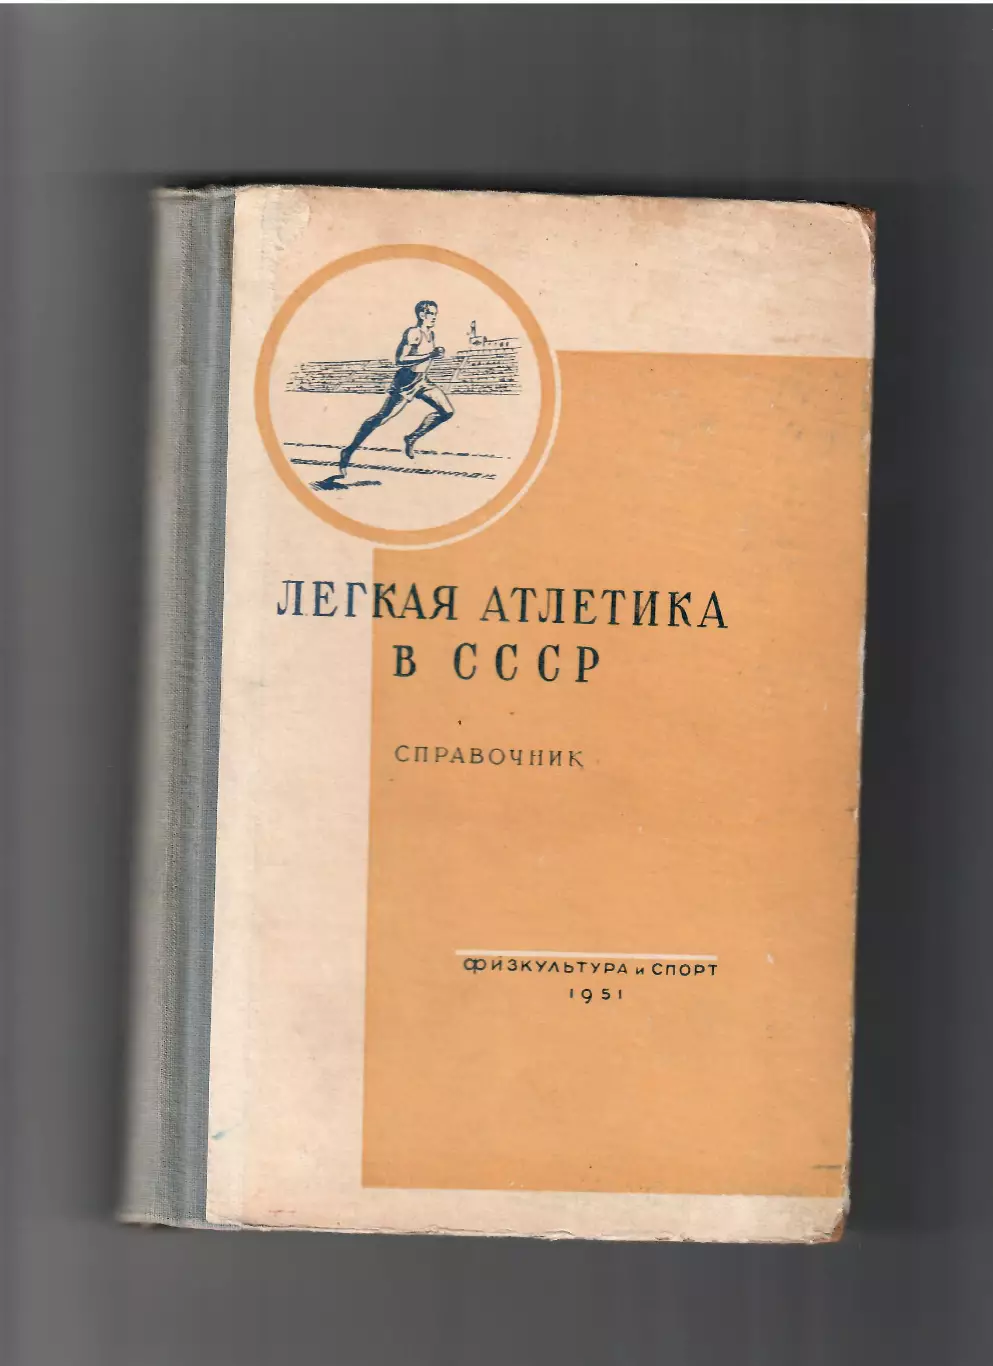 ЛЕГКАЯ АТЛЕТИКА
В СССР
СПРАВОЧНИК
ФИЗКУЛЬТУРА и СПОРТ
1951